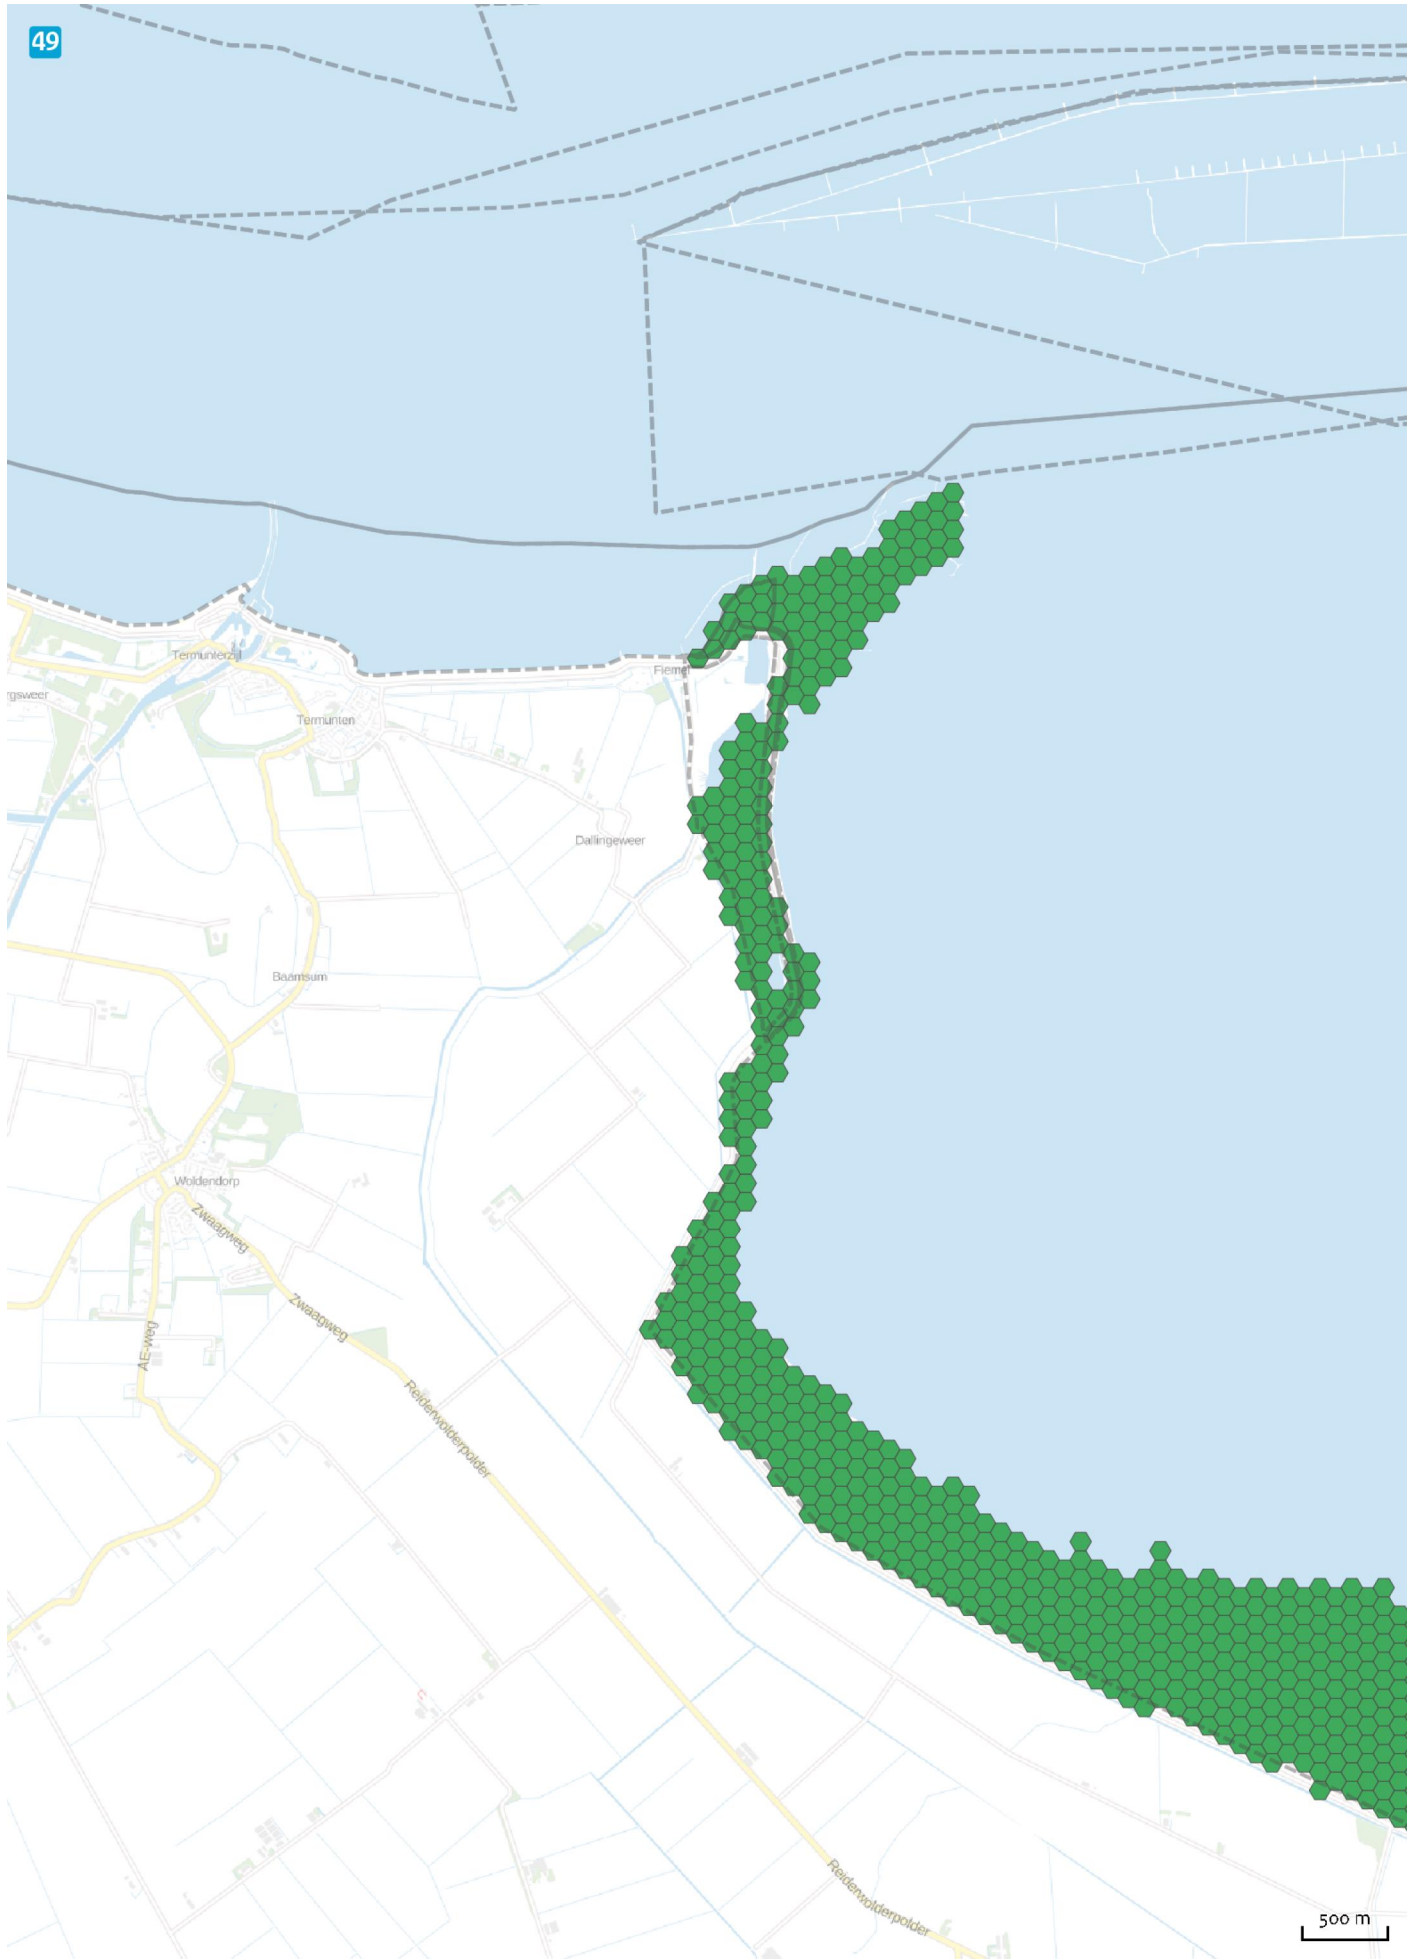 49
Termunterzijl
Fiemel
rgsweer
Termunten
Dallingeweer
Baamsum
Woldendorp
Zwaagweg
Zwaagweg
AE-weg
Reiderwolderpolder
Reiderwolderpolder
500 m